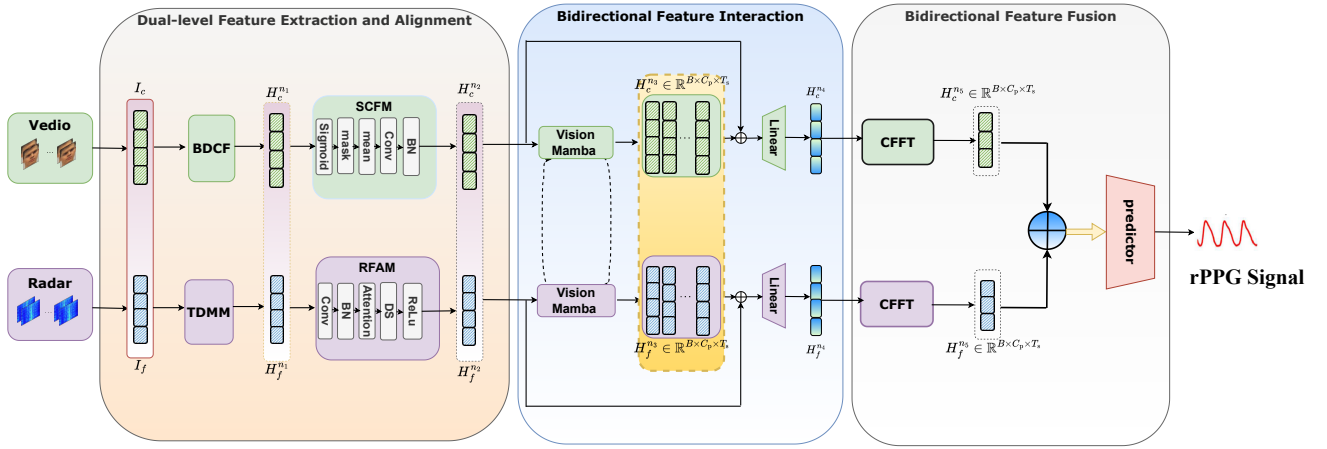 Dual-level Feature Extraction and Alignment
Bidirectional Feature Interaction
Bidirectional Feature Fusion
Vedio
...
I_c
BDCF
H_c^{n_1}
SCFM
Sigmoid
mask
mean
Conv
BN
H_c^{n_2}
Vision
Mamba
H_c^{n_3} ∈ ℝ^{B×C_p×T_s}
...
Linear
H_c^{n_4}
CFFT
H_c^{n_5} ∈ ℝ^{B×C_p×T_s}
Radar
...
I_f
TDMM
H_f^{n_1}
RFAM
Conv
BN
Attention
DS
ReLu
H_f^{n_2}
Vision
Mamba
...
H_f^{n_3} ∈ ℝ^{B×C_p×T_s}
Linear
H_f^{n_4}
CFFT
H_f^{n_5} ∈ ℝ^{B×C_p×T_s}
predictor
rPPG Signal